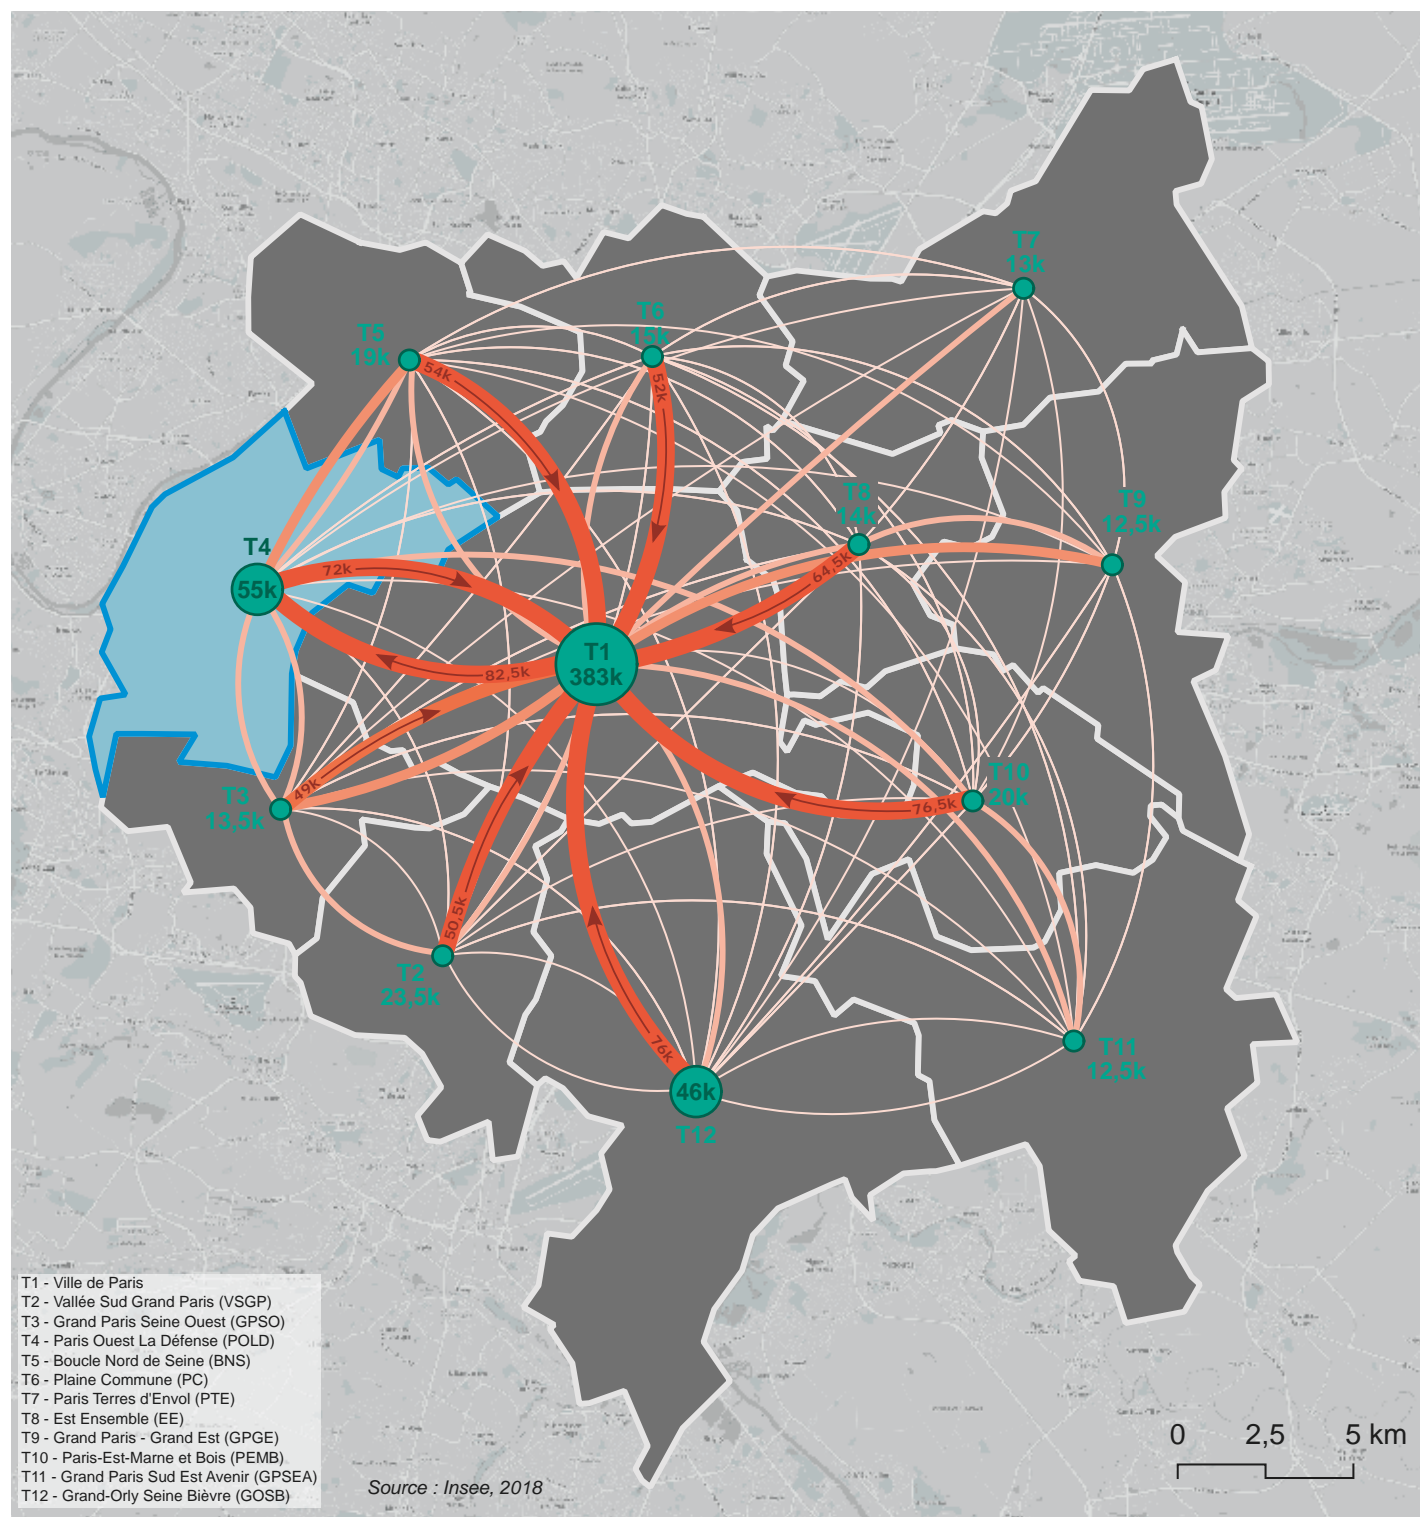 T7
13k
T6
15k
T5
19k
54k
52k
T8
14k
T9
12,5k
T4
55k
72k
64,5k
T1
383k
82,5k
T10
20k
T3
13,5k
49k
76,5k
50,5k
T2
23,5k
76k
T11
12,5k
46k
T12
T1 - Ville de Paris
T2 - Vallée Sud Grand Paris (VSGP)
T3 - Grand Paris Seine Ouest (GPSO)
T4 - Paris Ouest La Défense (POLD)
T5 - Boucle Nord de Seine (BNS)
T6 - Plaine Commune (PC)
T7 - Paris Terres d'Envol (PTE)
T8 - Est Ensemble (EE)
T9 - Grand Paris - Grand Est (GPGE)
T10 - Paris-Est-Marne et Bois (PEMB)
T11 - Grand Paris Sud Est Avenir (GPSEA)
T12 - Grand-Orly Seine Bièvre (GOSB)
Source : Insee, 2018
0 2,5 5 km